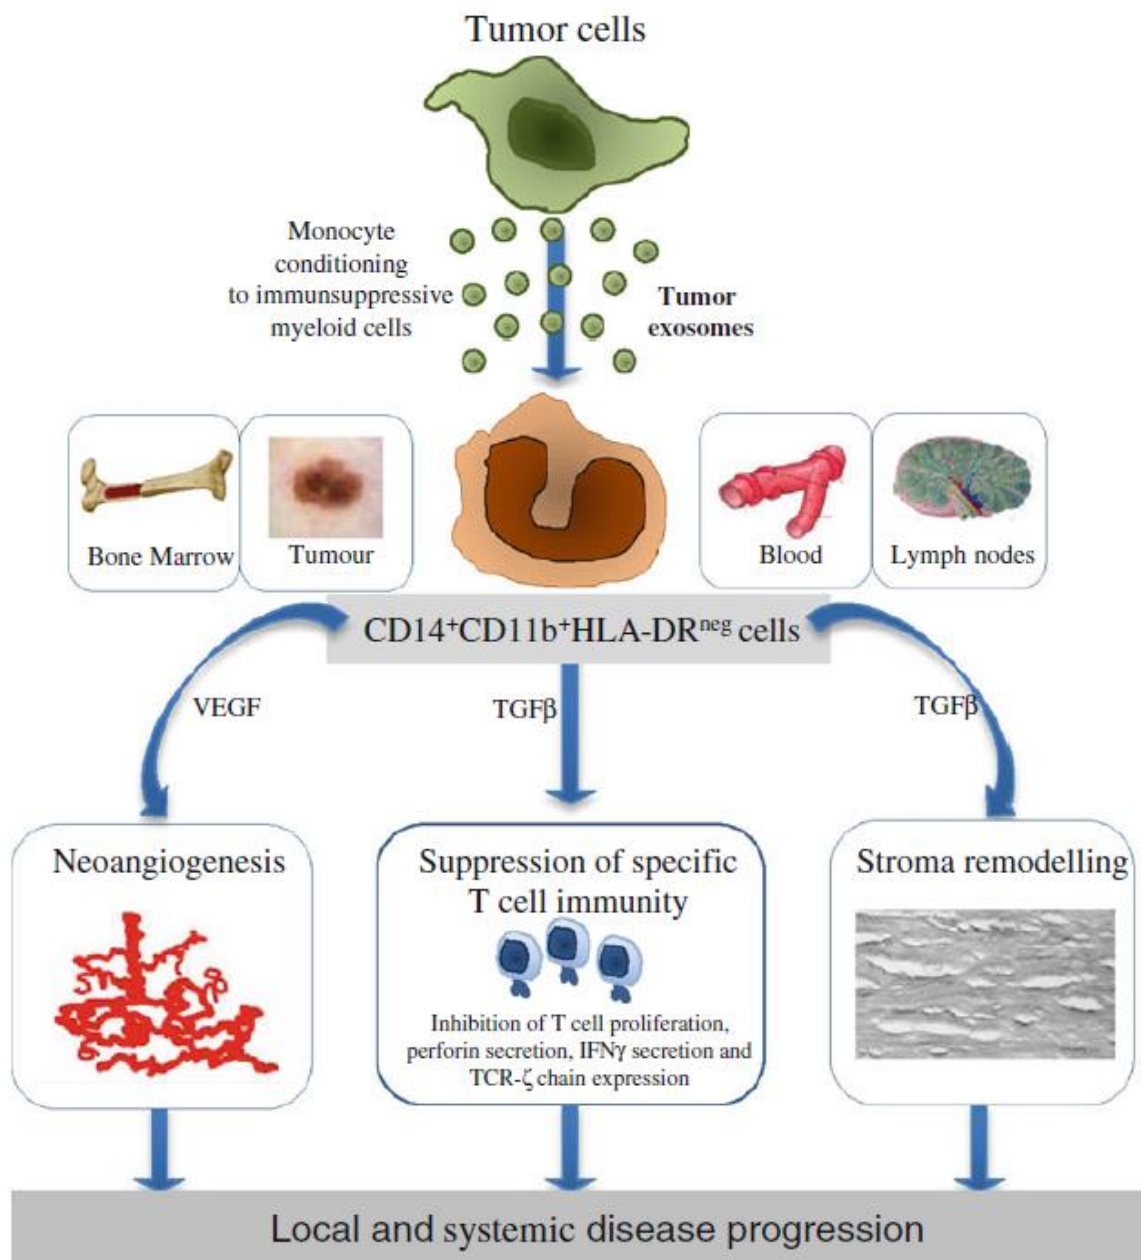 Tumor cells
Monocyte
conditioning
to immunsuppressive
myeloid cells
Tumor
exosomes
Bone Marrow
Tumour
Blood
Lymph nodes
CD14⁺CD11b⁺HLA-DRⁿᵉᵍ cells
VEGF
TGFβ
TGFβ
Neoangiogenesis
Suppression of specific
T cell immunity
Inhibition of T cell proliferation,
perforin secretion, IFNγ secretion and
TCR-ζ chain expression
Stroma remodelling
Local and systemic disease progression